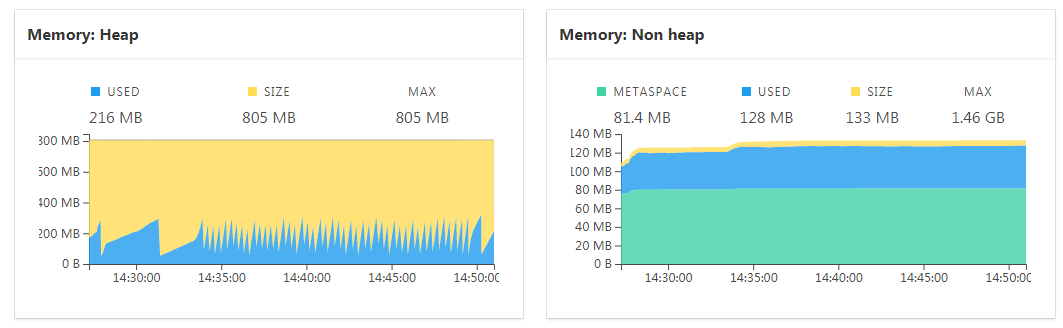 Memory: Heap
USED SIZE MAX
216 MB 805 MB 805 MB
300 MB
600 MB
400 MB
200 MB
0 B
14:30:00 14:35:00 14:40:00 14:45:00 14:50:00
Memory: Non heap
METASPACE USED SIZE MAX
81.4 MB 128 MB 133 MB 1.46 GB
140 MB
120 MB
100 MB
80 MB
60 MB
40 MB
20 MB
0 B
14:30:00 14:35:00 14:40:00 14:45:00 14:50:00